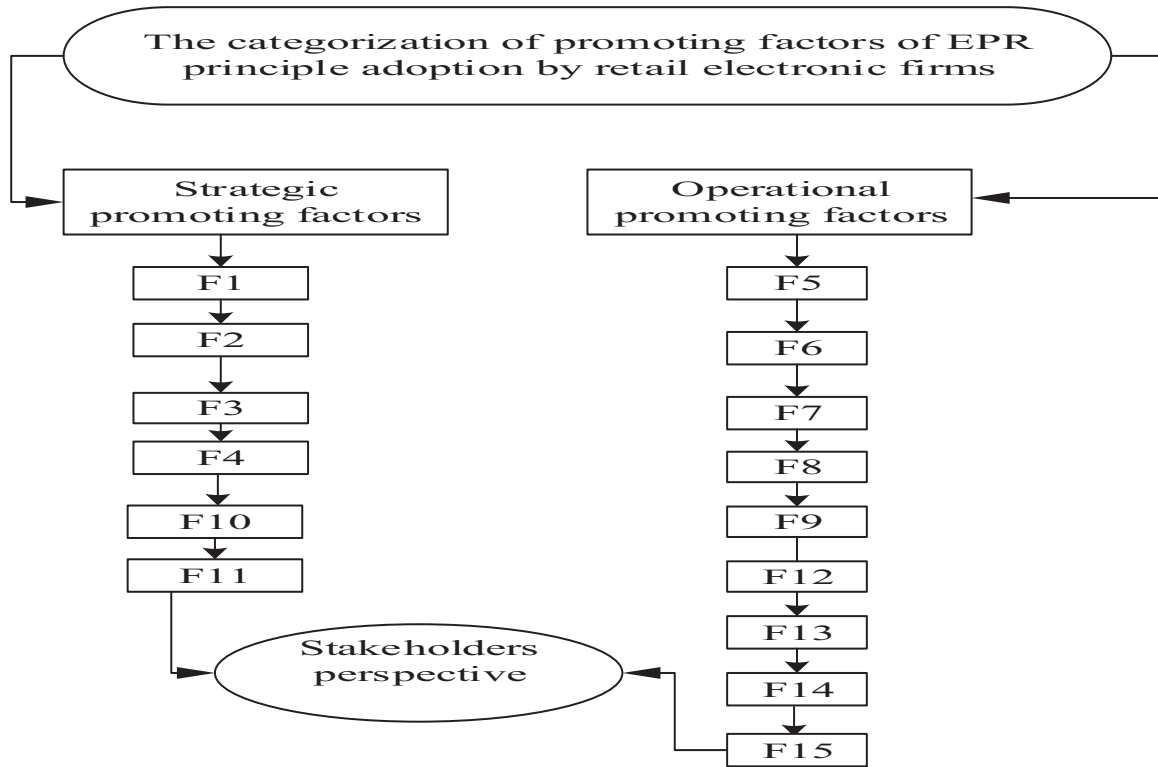 The categorization of promoting factors of EPR
principle adoption by retail electronic firms
Strategic
promoting factors
F1
F2
F3
F4
F10
F11
Operational
promoting factors
F5
F6
F7
F8
F9
F12
F13
F14
F15
Stakeholders
perspective